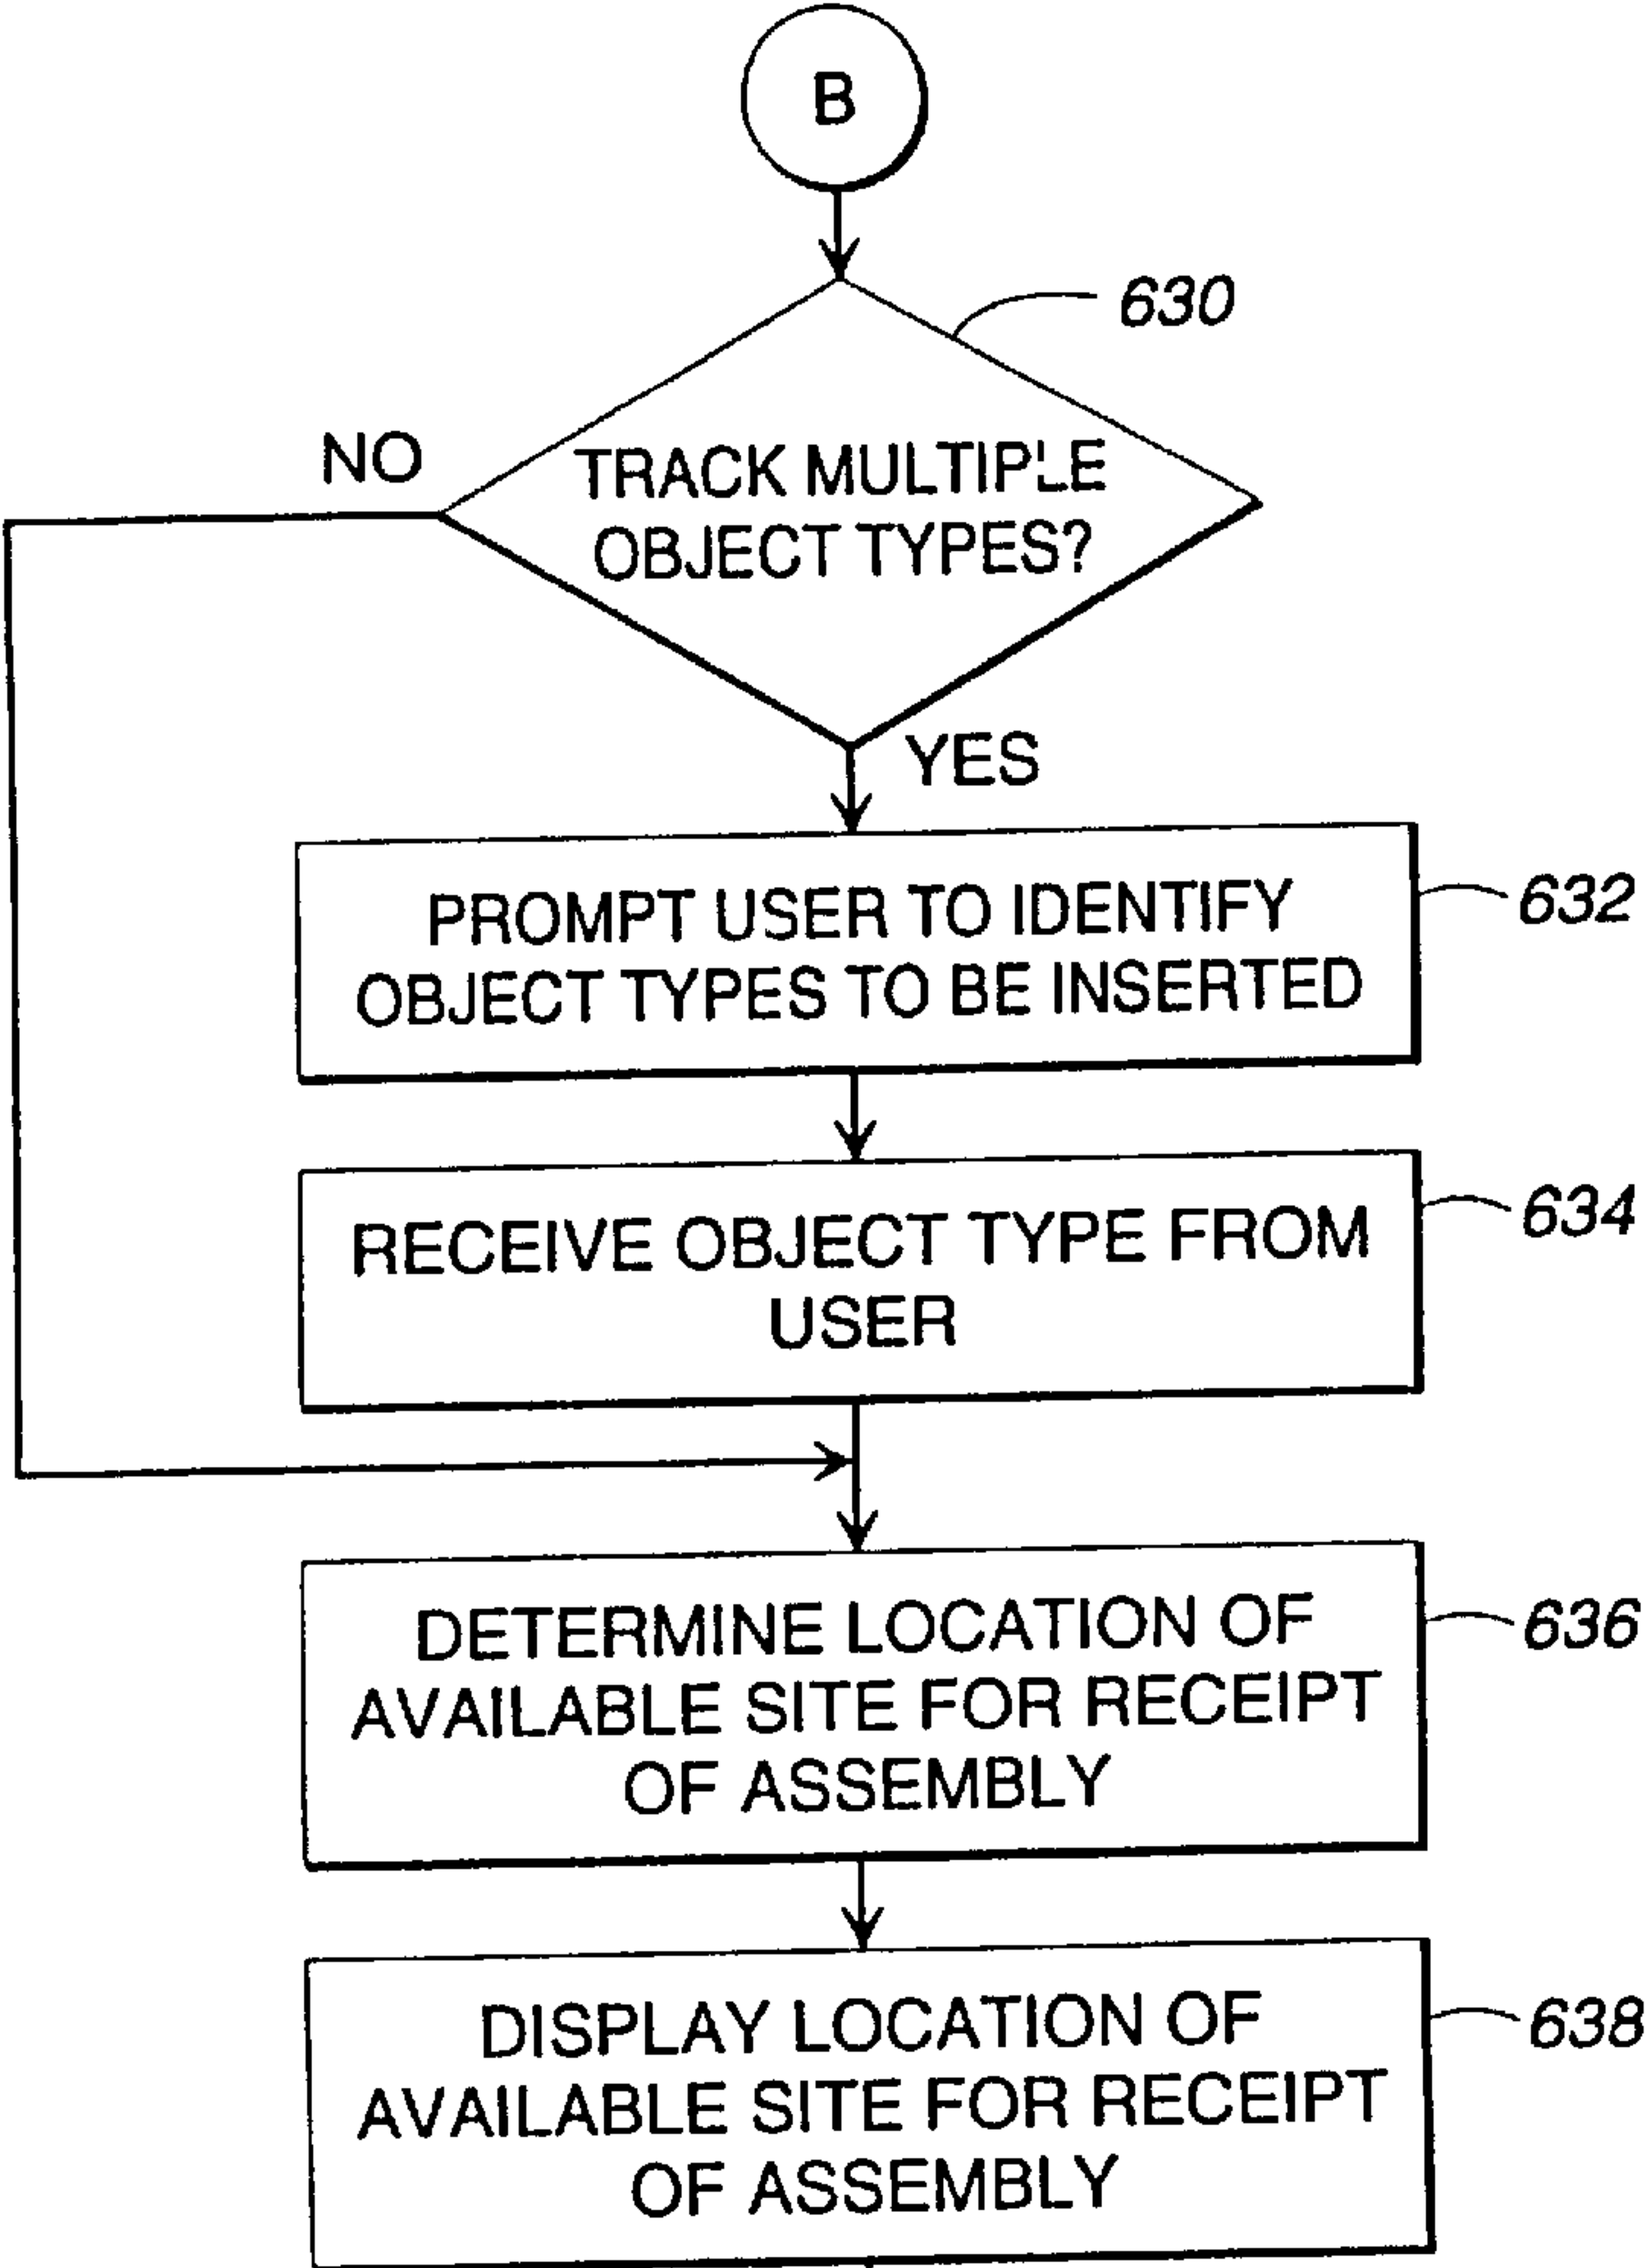 B
630
NO
TRACK MULTIPLE
OBJECT TYPES?
YES
PROMPT USER TO IDENTIFY
OBJECT TYPES TO BE INSERTED
632
RECEIVE OBJECT TYPE FROM
USER
634
DETERMINE LOCATION OF
AVAILABLE SITE FOR RECEIPT
OF ASSEMBLY
636
DISPLAY LOCATION OF
AVAILABLE SITE FOR RECEIPT
OF ASSEMBLY
638